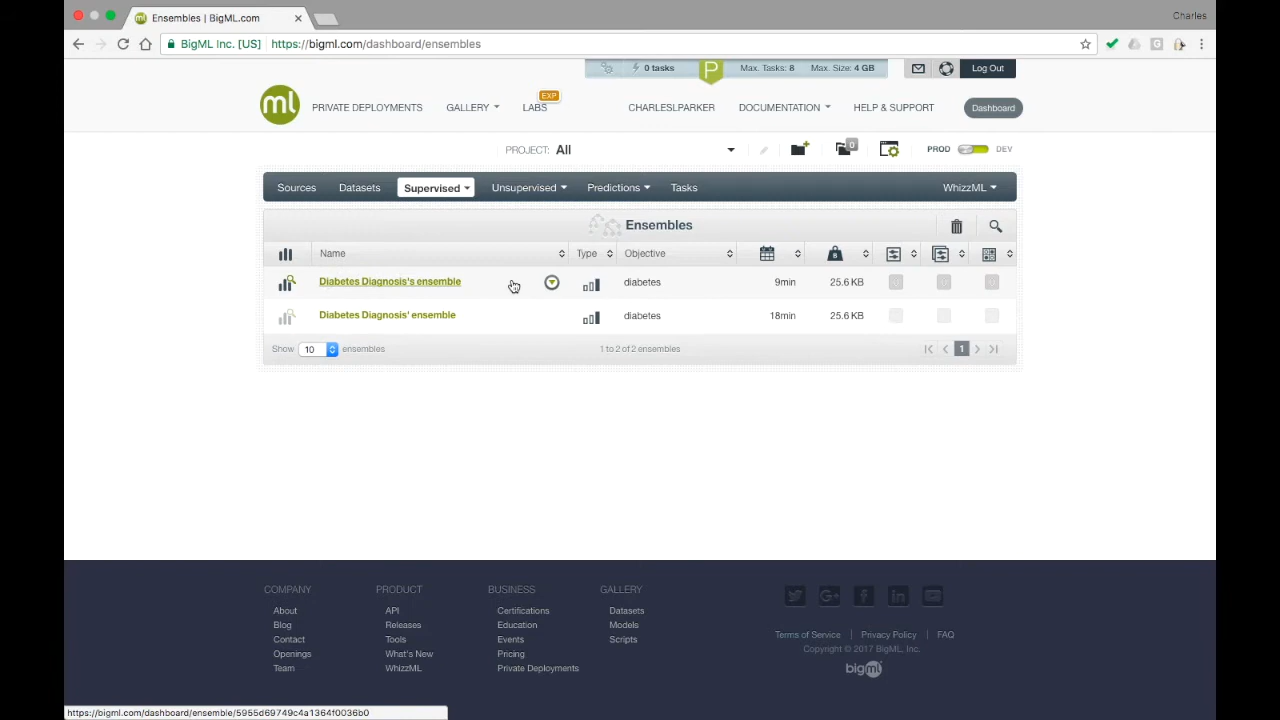 Ensembles | BigML.com
Charles
BigML Inc. [US] https://bigml.com/dashboard/ensembles
0 tasks P Max. Tasks: 8 Max. Size: 4 GB Log Out
ml PRIVATE DEPLOYMENTS GALLERY LABS EXP CHARLESLPARKER DOCUMENTATION HELP & SUPPORT Dashboard
PROJECT: All 0 PROD DEV
Sources Datasets Supervised Unsupervised Predictions Tasks WhizzML
Ensembles
Name Type Objective
Diabetes Diagnosis's ensemble diabetes 9min 25.6 KB
Diabetes Diagnosis' ensemble diabetes 18min 25.6 KB
Show 10 ensembles 1 to 2 of 2 ensembles 1
COMPANY PRODUCT BUSINESS GALLERY
About API Certifications Datasets
Blog Releases Education Models
Contact Tools Events Scripts
Openings What's New Pricing
Team WhizzML Private Deployments
Terms of Service | Privacy Policy | FAQ
Copyright © 2017 BigML, Inc.
bigml
https://bigml.com/dashboard/ensemble/5955d69749c4a1364f0036b0